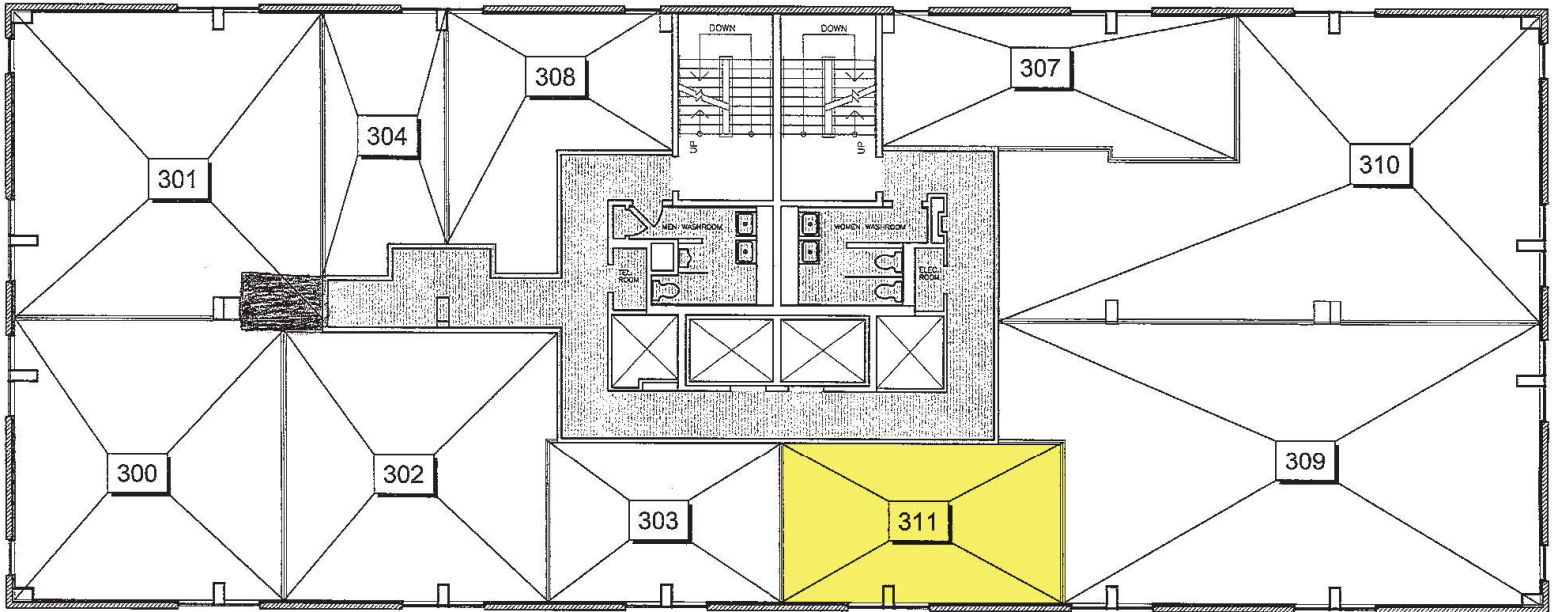 DOWN
DOWN
308
307
304
UP
UP
301
310
MEN WASHROOM
WOMEN WASHROOM
TEL.
ROOM
ELEC.
ROOM
300
302
309
303
311